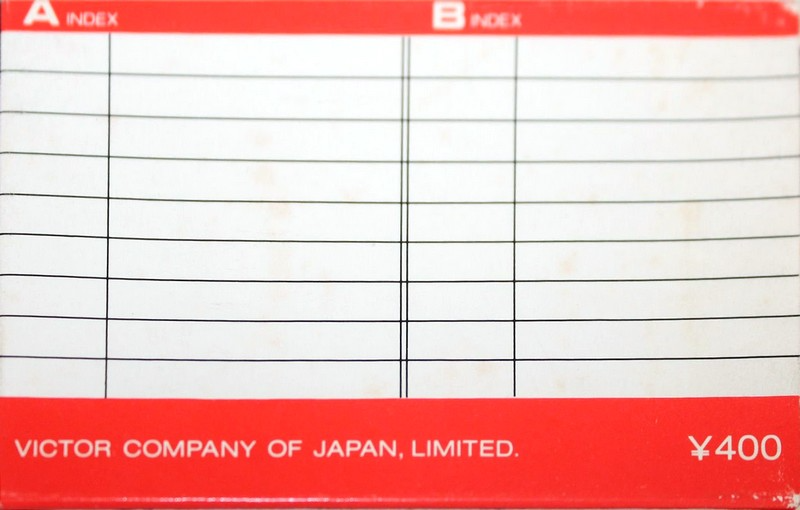 A INDEX B INDEX
VICTOR COMPANY OF JAPAN, LIMITED. ¥400